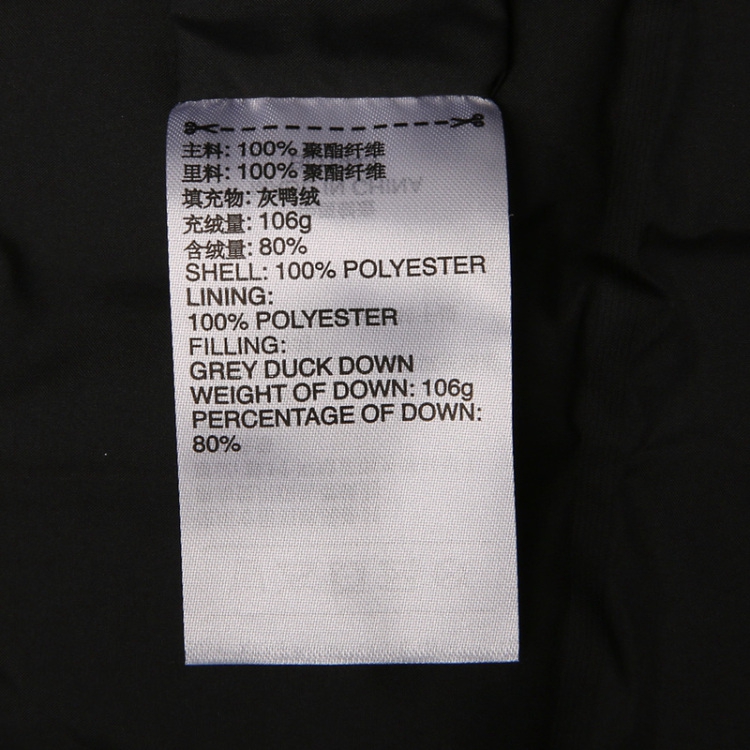 主料: 100% 聚酯纤维
里料: 100% 聚酯纤维
填充物: 灰鸭绒
充绒量: 106g
含绒量: 80%
SHELL: 100% POLYESTER
LINING:
100% POLYESTER
FILLING:
GREY DUCK DOWN
WEIGHT OF DOWN: 106g
PERCENTAGE OF DOWN:
80%